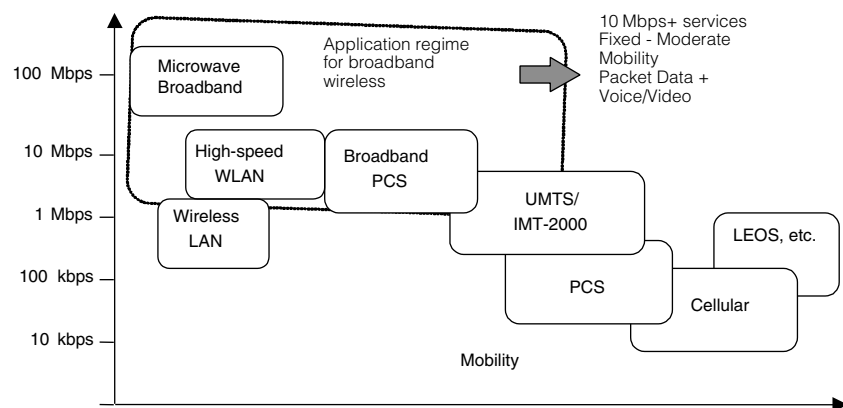 10 Mbps+ services
Fixed - Moderate
Mobility
Packet Data +
Voice/Video
Application regime
for broadband
wireless
100 Mbps
Microwave
Broadband
10 Mbps
High-speed
WLAN
Broadband
PCS
1 Mbps
Wireless
LAN
UMTS/
IMT-2000
LEOS, etc.
100 kbps
PCS
Cellular
10 kbps
Mobility